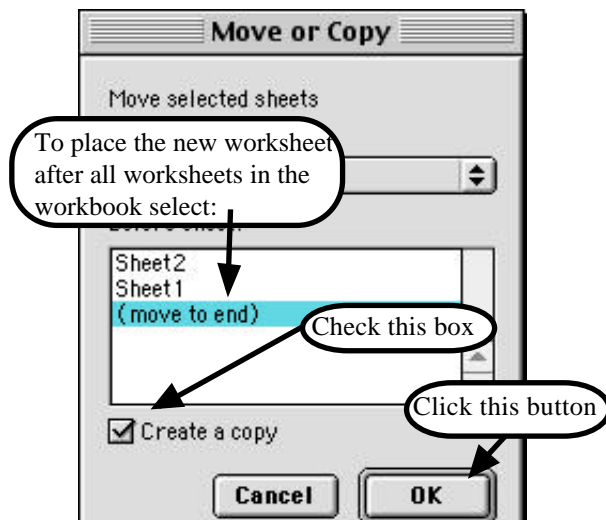 Move or Copy
Move selected sheets
To place the new worksheet
after all worksheets in the
workbook select:
Sheet2
Sheet1
(move to end)
Check this box
Click this button
Create a copy
Cancel
OK